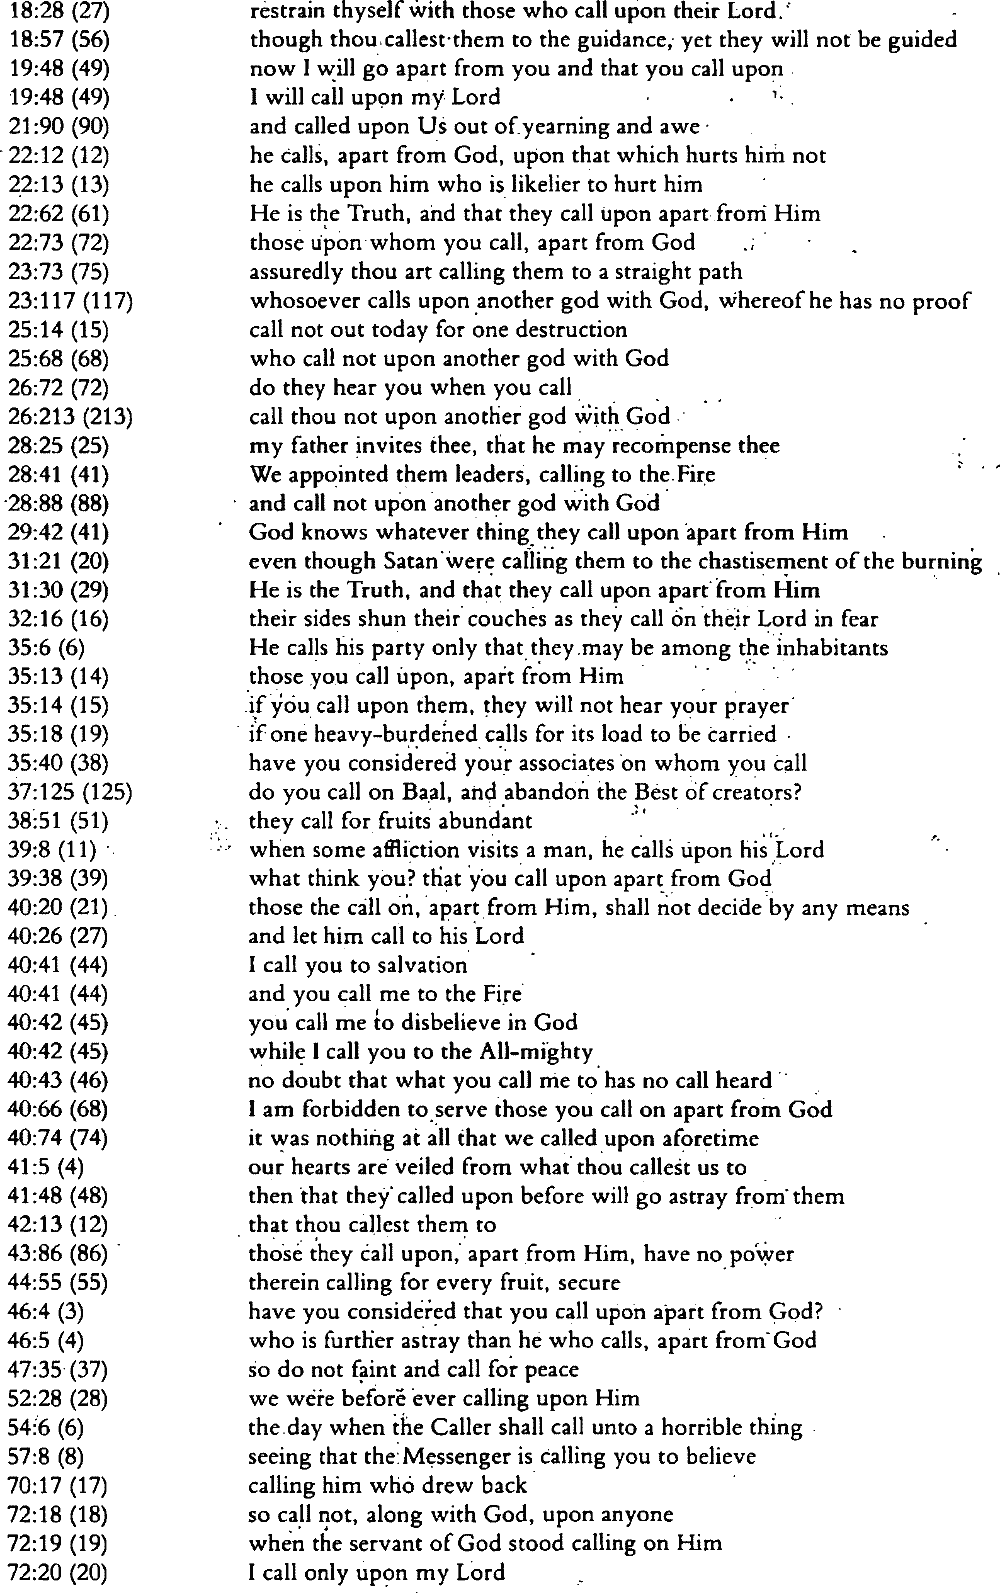 18:28 (27) restrain thyself with those who call upon their Lord.
18:57 (56) though thou callest them to the guidance, yet they will not be guided
19:48 (49) now I will go apart from you and that you call upon
19:48 (49) I will call upon my Lord
21:90 (90) and called upon Us out of yearning and awe
22:12 (12) he calls, apart from God, upon that which hurts him not
22:13 (13) he calls upon him who is likelier to hurt him
22:62 (61) He is the Truth, and that they call upon apart from Him
22:73 (72) those upon whom you call, apart from God
23:73 (75) assuredly thou art calling them to a straight path
23:117 (117) whosoever calls upon another god with God, whereof he has no proof
25:14 (15) call not out today for one destruction
25:68 (68) who call not upon another god with God
26:72 (72) do they hear you when you call
26:213 (213) call thou not upon another god with God
28:25 (25) my father invites thee, that he may recompense thee
28:41 (41) We appointed them leaders, calling to the Fire
28:88 (88) and call not upon another god with God
29:42 (41) God knows whatever thing they call upon apart from Him
31:21 (20) even though Satan were calling them to the chastisement of the burning
31:30 (29) He is the Truth, and that they call upon apart from Him
32:16 (16) their sides shun their couches as they call on their Lord in fear
35:6 (6) He calls his party only that they may be among the inhabitants
35:13 (14) those you call upon, apart from Him
35:14 (15) if you call upon them, they will not hear your prayer
35:18 (19) if one heavy-burdened calls for its load to be carried
35:40 (38) have you considered your associates on whom you call
37:125 (125) do you call on Baal, and abandon the Best of creators?
38:51 (51) they call for fruits abundant
39:8 (11) when some affliction visits a man, he calls upon his Lord
39:38 (39) what think you? that you call upon apart from God
40:20 (21) those the call on, apart from Him, shall not decide by any means
40:26 (27) and let him call to his Lord
40:41 (44) I call you to salvation
40:41 (44) and you call me to the Fire
40:42 (45) you call me to disbelieve in God
40:42 (45) while I call you to the All-mighty
40:43 (46) no doubt that what you call me to has no call heard
40:66 (68) I am forbidden to serve those you call on apart from God
40:74 (74) it was nothing at all that we called upon aforetime
41:5 (4) our hearts are veiled from what thou callest us to
41:48 (48) then that they called upon before will go astray from them
42:13 (12) that thou callest them to
43:86 (86) those they call upon, apart from Him, have no power
44:55 (55) therein calling for every fruit, secure
46:4 (3) have you considered that you call upon apart from God?
46:5 (4) who is further astray than he who calls, apart from God
47:35 (37) so do not faint and call for peace
52:28 (28) we were before ever calling upon Him
54:6 (6) the day when the Caller shall call unto a horrible thing
57:8 (8) seeing that the Messenger is calling you to believe
70:17 (17) calling him who drew back
72:18 (18) so call not, along with God, upon anyone
72:19 (19) when the servant of God stood calling on Him
72:20 (20) I call only upon my Lord